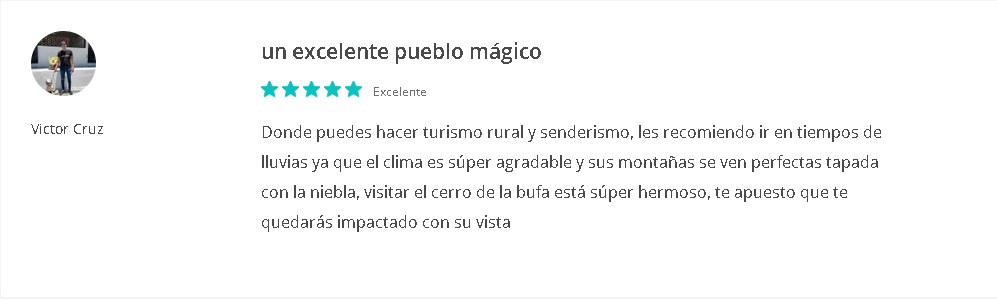 un excelente pueblo mágico
Excelente
Victor Cruz
Donde puedes hacer turismo rural y senderismo, les recomiendo ir en tiempos de
lluvias ya que el clima es súper agradable y sus montañas se ven perfectas tapada
con la niebla, visitar el cerro de la bufa está súper hermoso, te apuesto que te
quedarás impactado con su vista